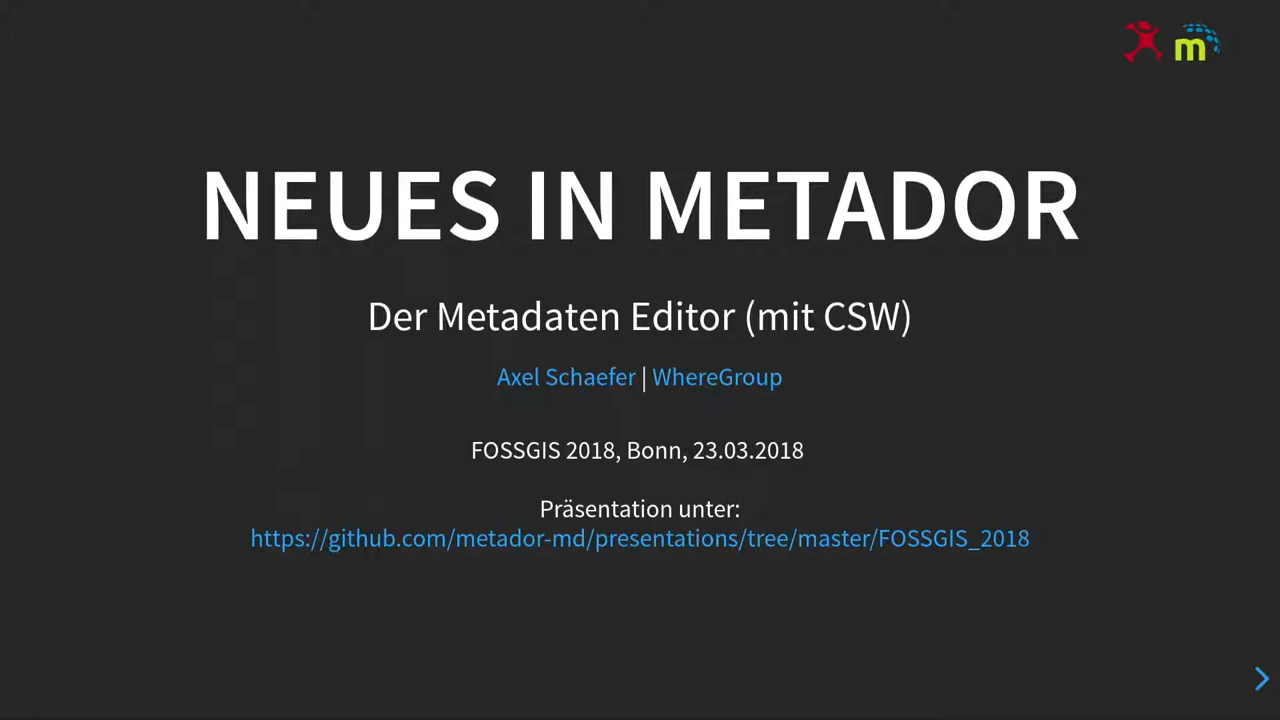 m
NEUES IN METADOR
Der Metadaten Editor (mit CSW)
Axel Schaefer | WhereGroup
FOSSGIS 2018, Bonn, 23.03.2018
Präsentation unter:
https://github.com/metador-md/presentations/tree/master/FOSSGIS_2018